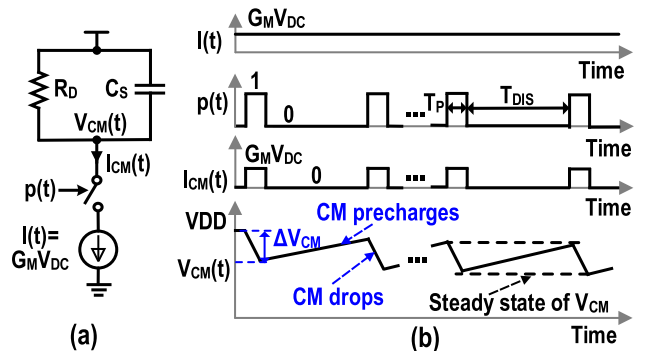 R_D
C_S
V_CM(t)
I_CM(t)
p(t)
I(t)=
G_MV_DC
(a)
G_MV_DC
I(t)
Time
p(t)
1
0
T_P
T_DIS
...
Time
G_MV_DC
I_CM(t)
0
...
Time
VDD
CM precharges
ΔV_CM
V_CM(t)
...
CM drops
Steady state of V_CM
Time
(b)